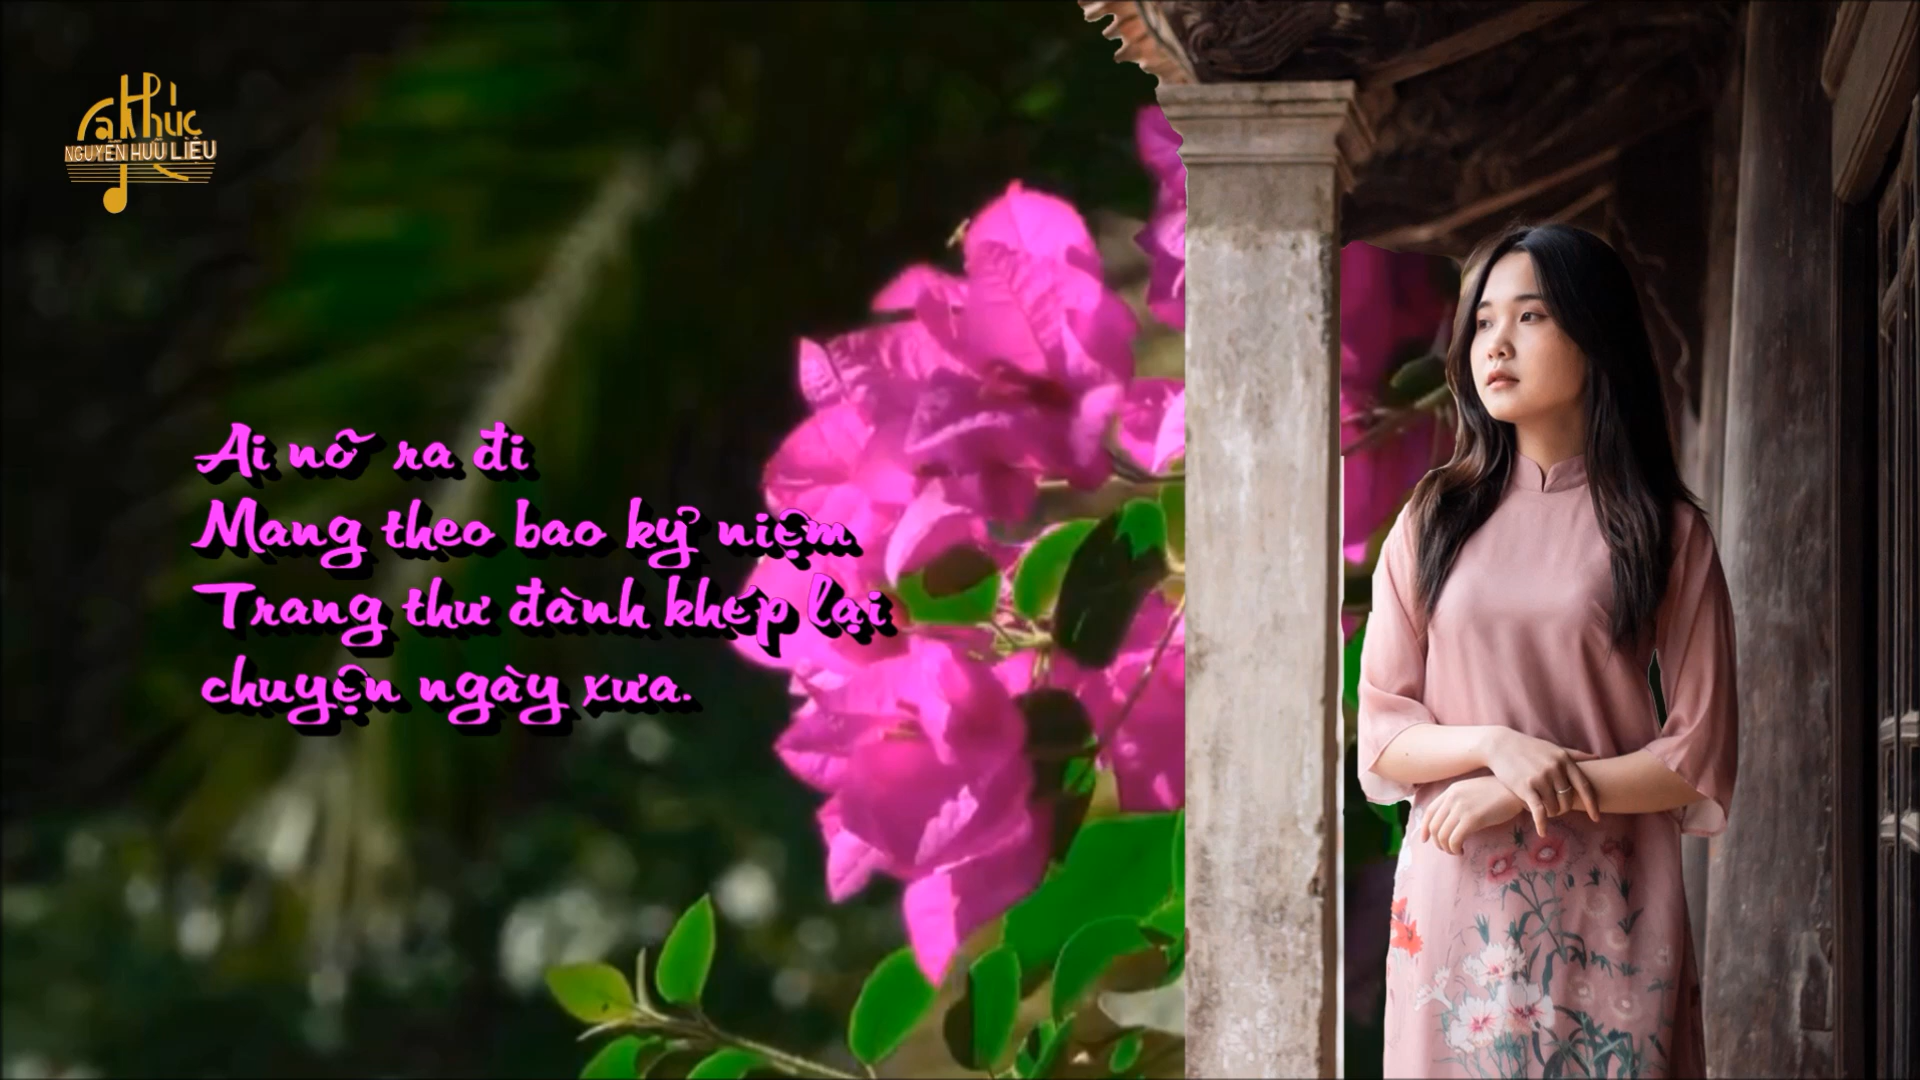 Ca Khúc
NGUYỄN HỮU LIỆU
Ai nỡ ra đi
Mang theo bao kỷ niệm
Trang thư đành khép lại
chuyện ngày xưa.